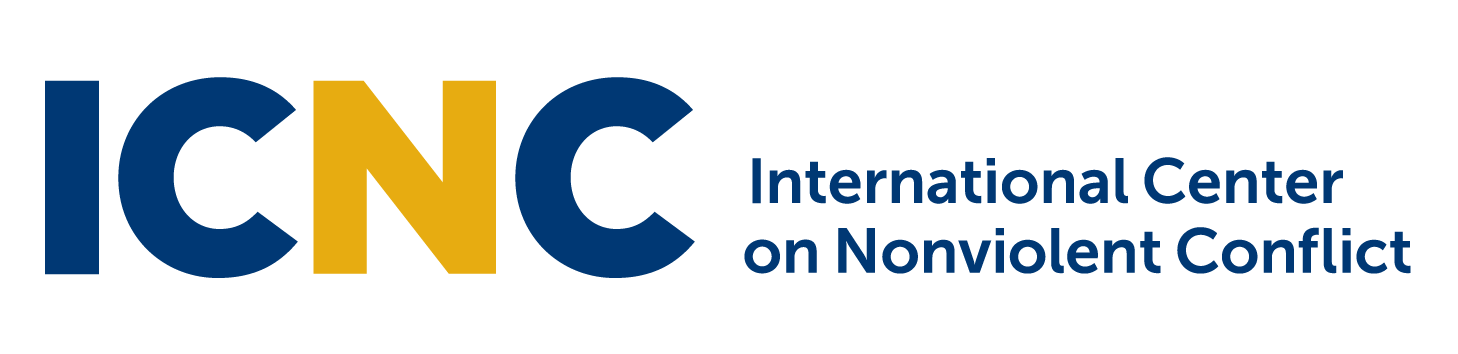 ICNC
International Center
on Nonviolent Conflict